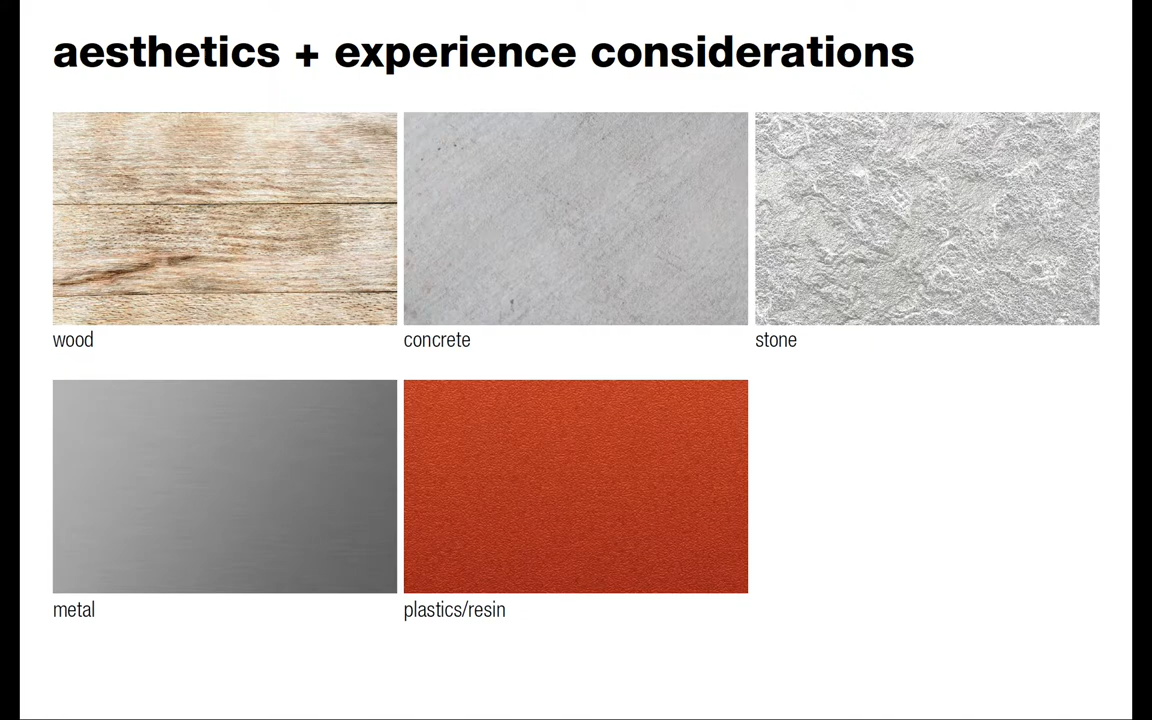 aesthetics + experience considerations
wood
concrete
stone
metal
plastics/resin